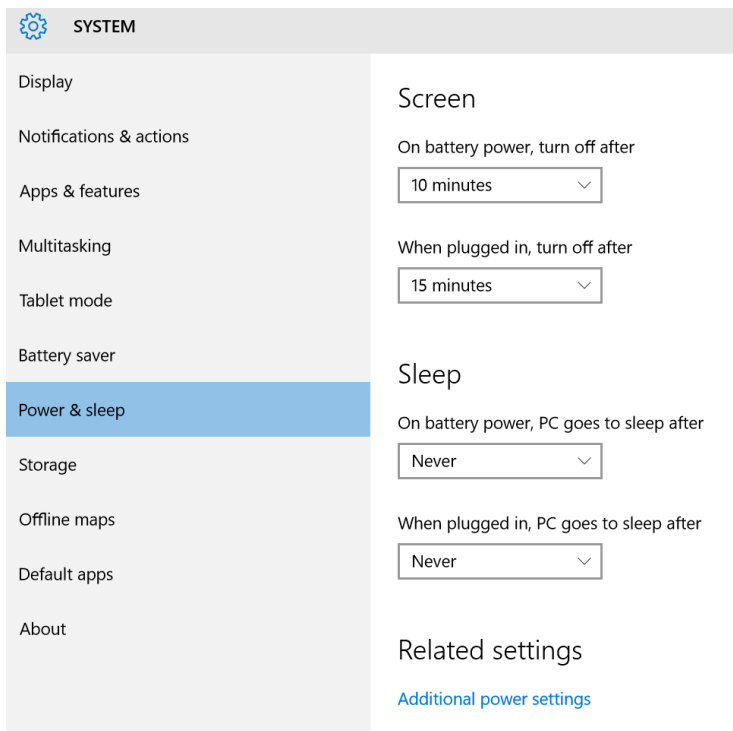 SYSTEM
Display
Notifications & actions
Apps & features
Multitasking
Tablet mode
Battery saver
Power & sleep
Storage
Offline maps
Default apps
About
Screen
On battery power, turn off after
10 minutes
When plugged in, turn off after
15 minutes
Sleep
On battery power, PC goes to sleep after
Never
When plugged in, PC goes to sleep after
Never
Related settings
Additional power settings